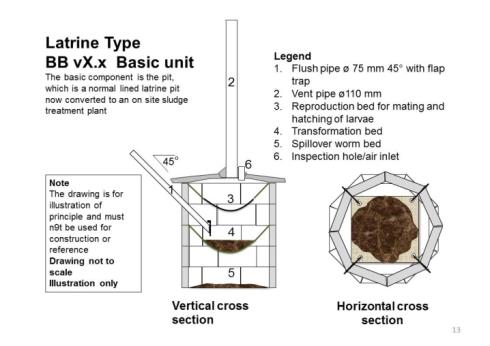 Latrine Type
BB vX.x  Basic unit
The basic component is the pit,
which is a normal lined latrine pit
now converted to an on site sludge
treatment plant
Legend
1. Flush pipe ø 75 mm 45° with flap
trap
2. Vent pipe ø110 mm
3. Reproduction bed for mating and
hatching of larvae
4. Transformation bed
5. Spillover worm bed
6. Inspection hole/air inlet
2
6
45°
1
3
1
4
5
Note
The drawing is for
illustration of
principle and must
n9t be used for
construction or
reference
Drawing not to
scale
Illustration only
Vertical cross
section
Horizontal cross
section
13